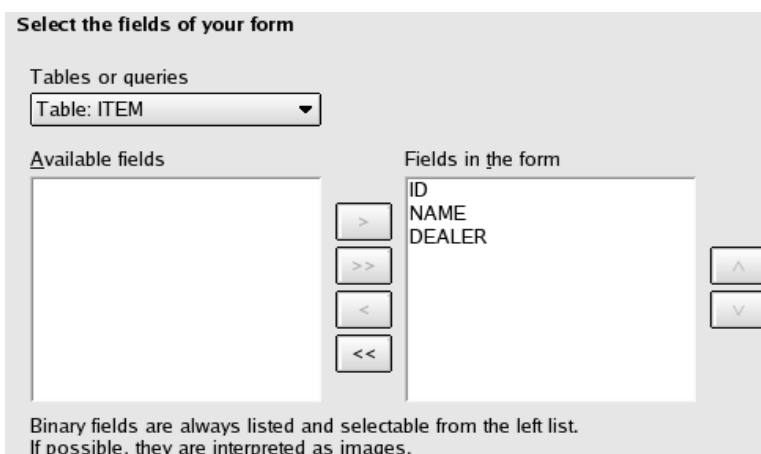 Select the fields of your form
Tables or queries
Table: ITEM
Available fields
Fields in the form
ID
NAME
DEALER
>
>>
<
<<
Binary fields are always listed and selectable from the left list.
If possible, they are interpreted as images.